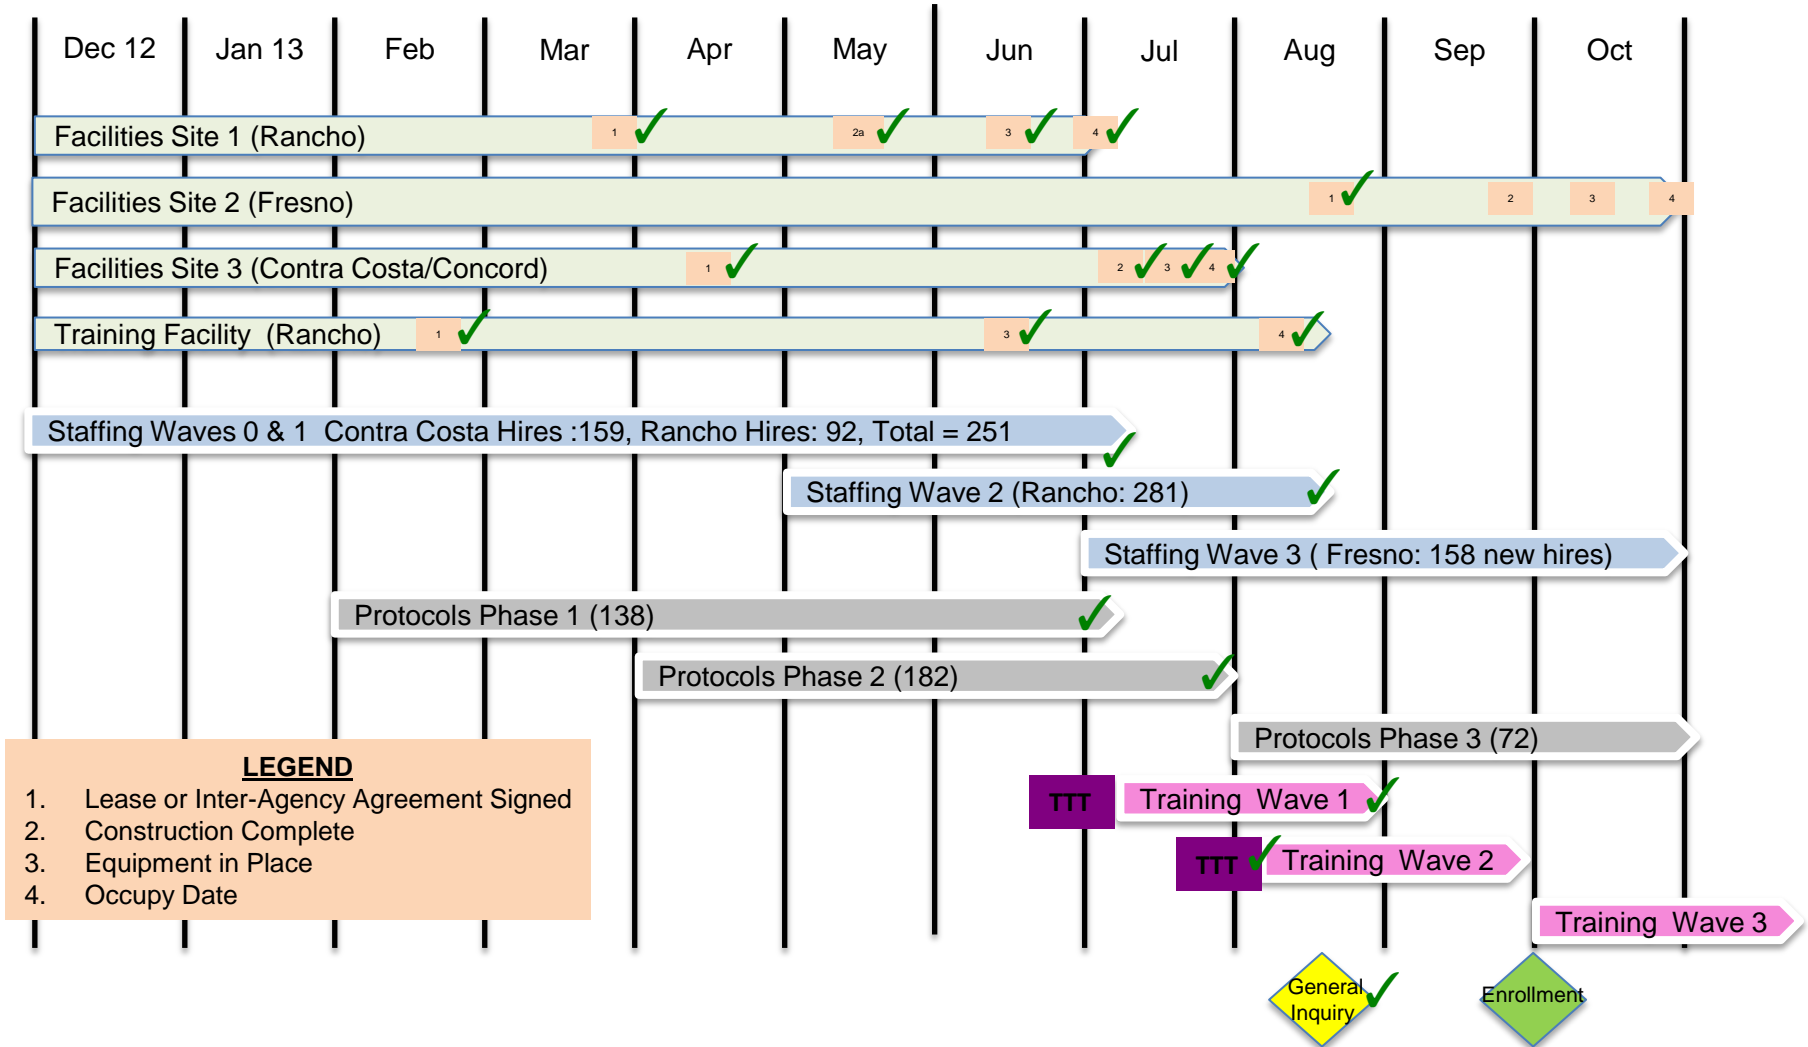 Dec 12 Jan 13 Feb Mar Apr May Jun Jul Aug Sep Oct
Facilities Site 1 (Rancho) 1 2a 3 4
Facilities Site 2 (Fresno) 1 2 3 4
Facilities Site 3 (Contra Costa/Concord) 1 2 3 4
Training Facility (Rancho) 1 3 4
Staffing Waves 0 & 1 Contra Costa Hires :159, Rancho Hires: 92, Total = 251
Staffing Wave 2 (Rancho: 281)
Staffing Wave 3 ( Fresno: 158 new hires)
Protocols Phase 1 (138)
Protocols Phase 2 (182)
Protocols Phase 3 (72)
LEGEND
1. Lease or Inter-Agency Agreement Signed
2. Construction Complete
3. Equipment in Place
4. Occupy Date
TTT Training Wave 1
TTT Training Wave 2
Training Wave 3
General
Inquiry
Enrollment